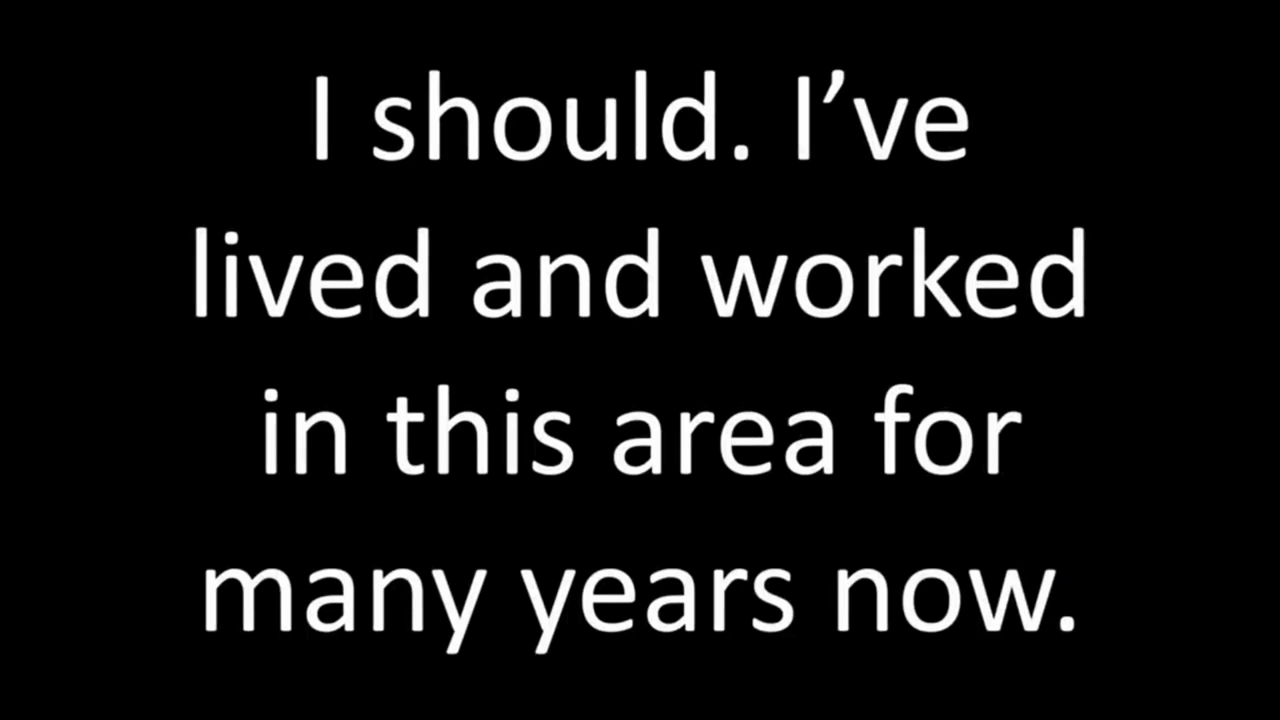 I should. I’ve
lived and worked
in this area for
many years now.